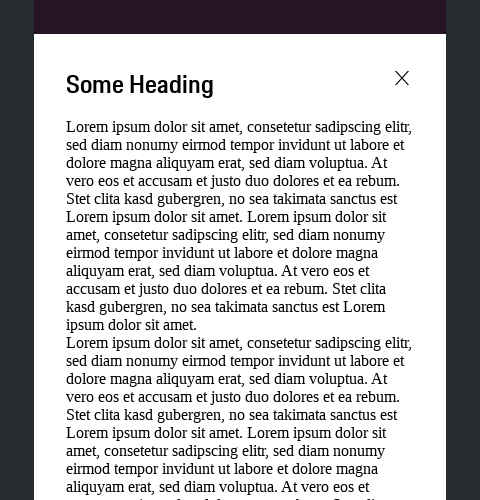 Some Heading
Lorem ipsum dolor sit amet, consetetur sadipscing elitr,
sed diam nonumy eirmod tempor invidunt ut labore et
dolore magna aliquyam erat, sed diam voluptua. At
vero eos et accusam et justo duo dolores et ea rebum.
Stet clita kasd gubergren, no sea takimata sanctus est
Lorem ipsum dolor sit amet. Lorem ipsum dolor sit
amet, consetetur sadipscing elitr, sed diam nonumy
eirmod tempor invidunt ut labore et dolore magna
aliquyam erat, sed diam voluptua. At vero eos et
accusam et justo duo dolores et ea rebum. Stet clita
kasd gubergren, no sea takimata sanctus est Lorem
ipsum dolor sit amet.
Lorem ipsum dolor sit amet, consetetur sadipscing elitr,
sed diam nonumy eirmod tempor invidunt ut labore et
dolore magna aliquyam erat, sed diam voluptua. At
vero eos et accusam et justo duo dolores et ea rebum.
Stet clita kasd gubergren, no sea takimata sanctus est
Lorem ipsum dolor sit amet. Lorem ipsum dolor sit
amet, consetetur sadipscing elitr, sed diam nonumy
eirmod tempor invidunt ut labore et dolore magna
aliquyam erat, sed diam voluptua. At vero eos et